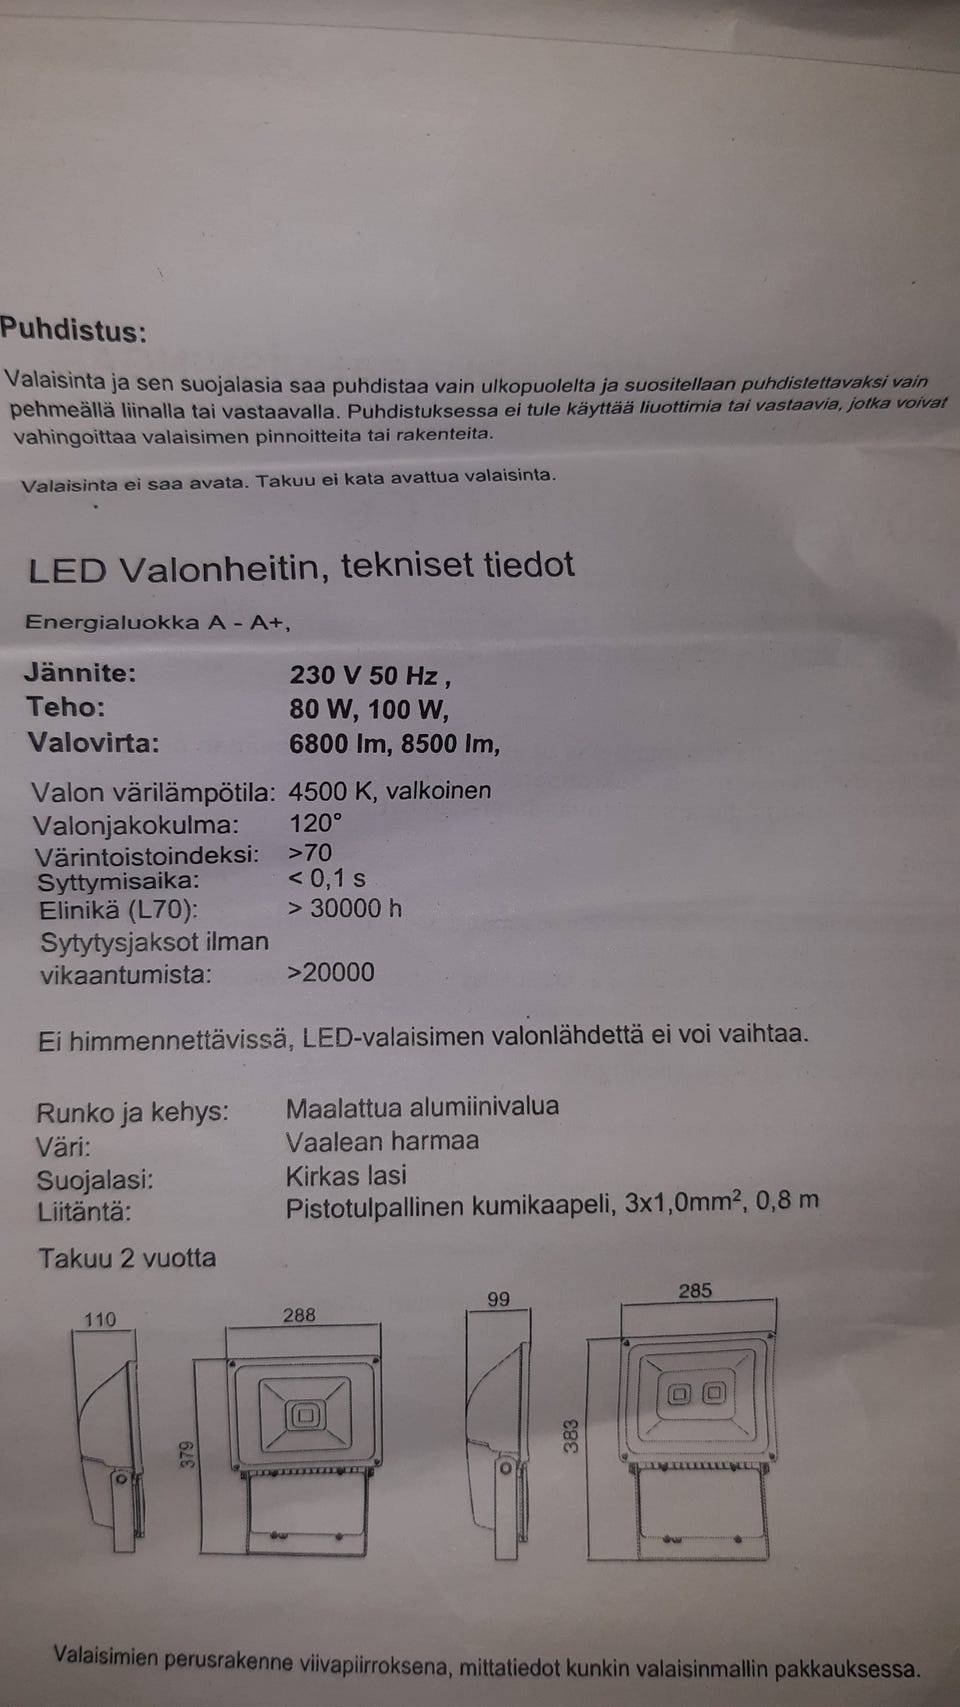 Puhdistus:
Valaisinta ja sen suojalasia saa puhdistaa vain ulkopuolelta ja suositellaan puhdistettavaksi vain
pehmeällä liinalla tai vastaavalla. Puhdistuksessa ei tule käyttää liuottimia tai vastaavia, jotka voivat
vahingoittaa valaisimen pinnoitteita tai rakenteita.
Valaisinta ei saa avata. Takuu ei kata avattua valaisinta.
LED Valonheitin, tekniset tiedot
Energialuokka A - A+,
Jännite: 230 V 50 Hz ,
Teho: 80 W, 100 W,
Valovirta: 6800 lm, 8500 lm,
Valon värilämpötila: 4500 K, valkoinen
Valonjakokulma: 120°
Värintoistoindeksi: >70
Syttymisaika: < 0,1 s
Elinikä (L70): > 30000 h
Sytytysjaksot ilman
vikaantumista: >20000
Ei himmennettävissä, LED-valaisimen valonlähdettä ei voi vaihtaa.
Runko ja kehys: Maalattua alumiinivalua
Väri: Vaalean harmaa
Suojalasi: Kirkas lasi
Liitäntä: Pistotulpallinen kumikaapeli, 3x1,0mm², 0,8 m
Takuu 2 vuotta
110 288 99 285
379 383
Valaisimien perusrakenne viivapiirroksena, mittatiedot kunkin valaisinmallin pakkauksessa.